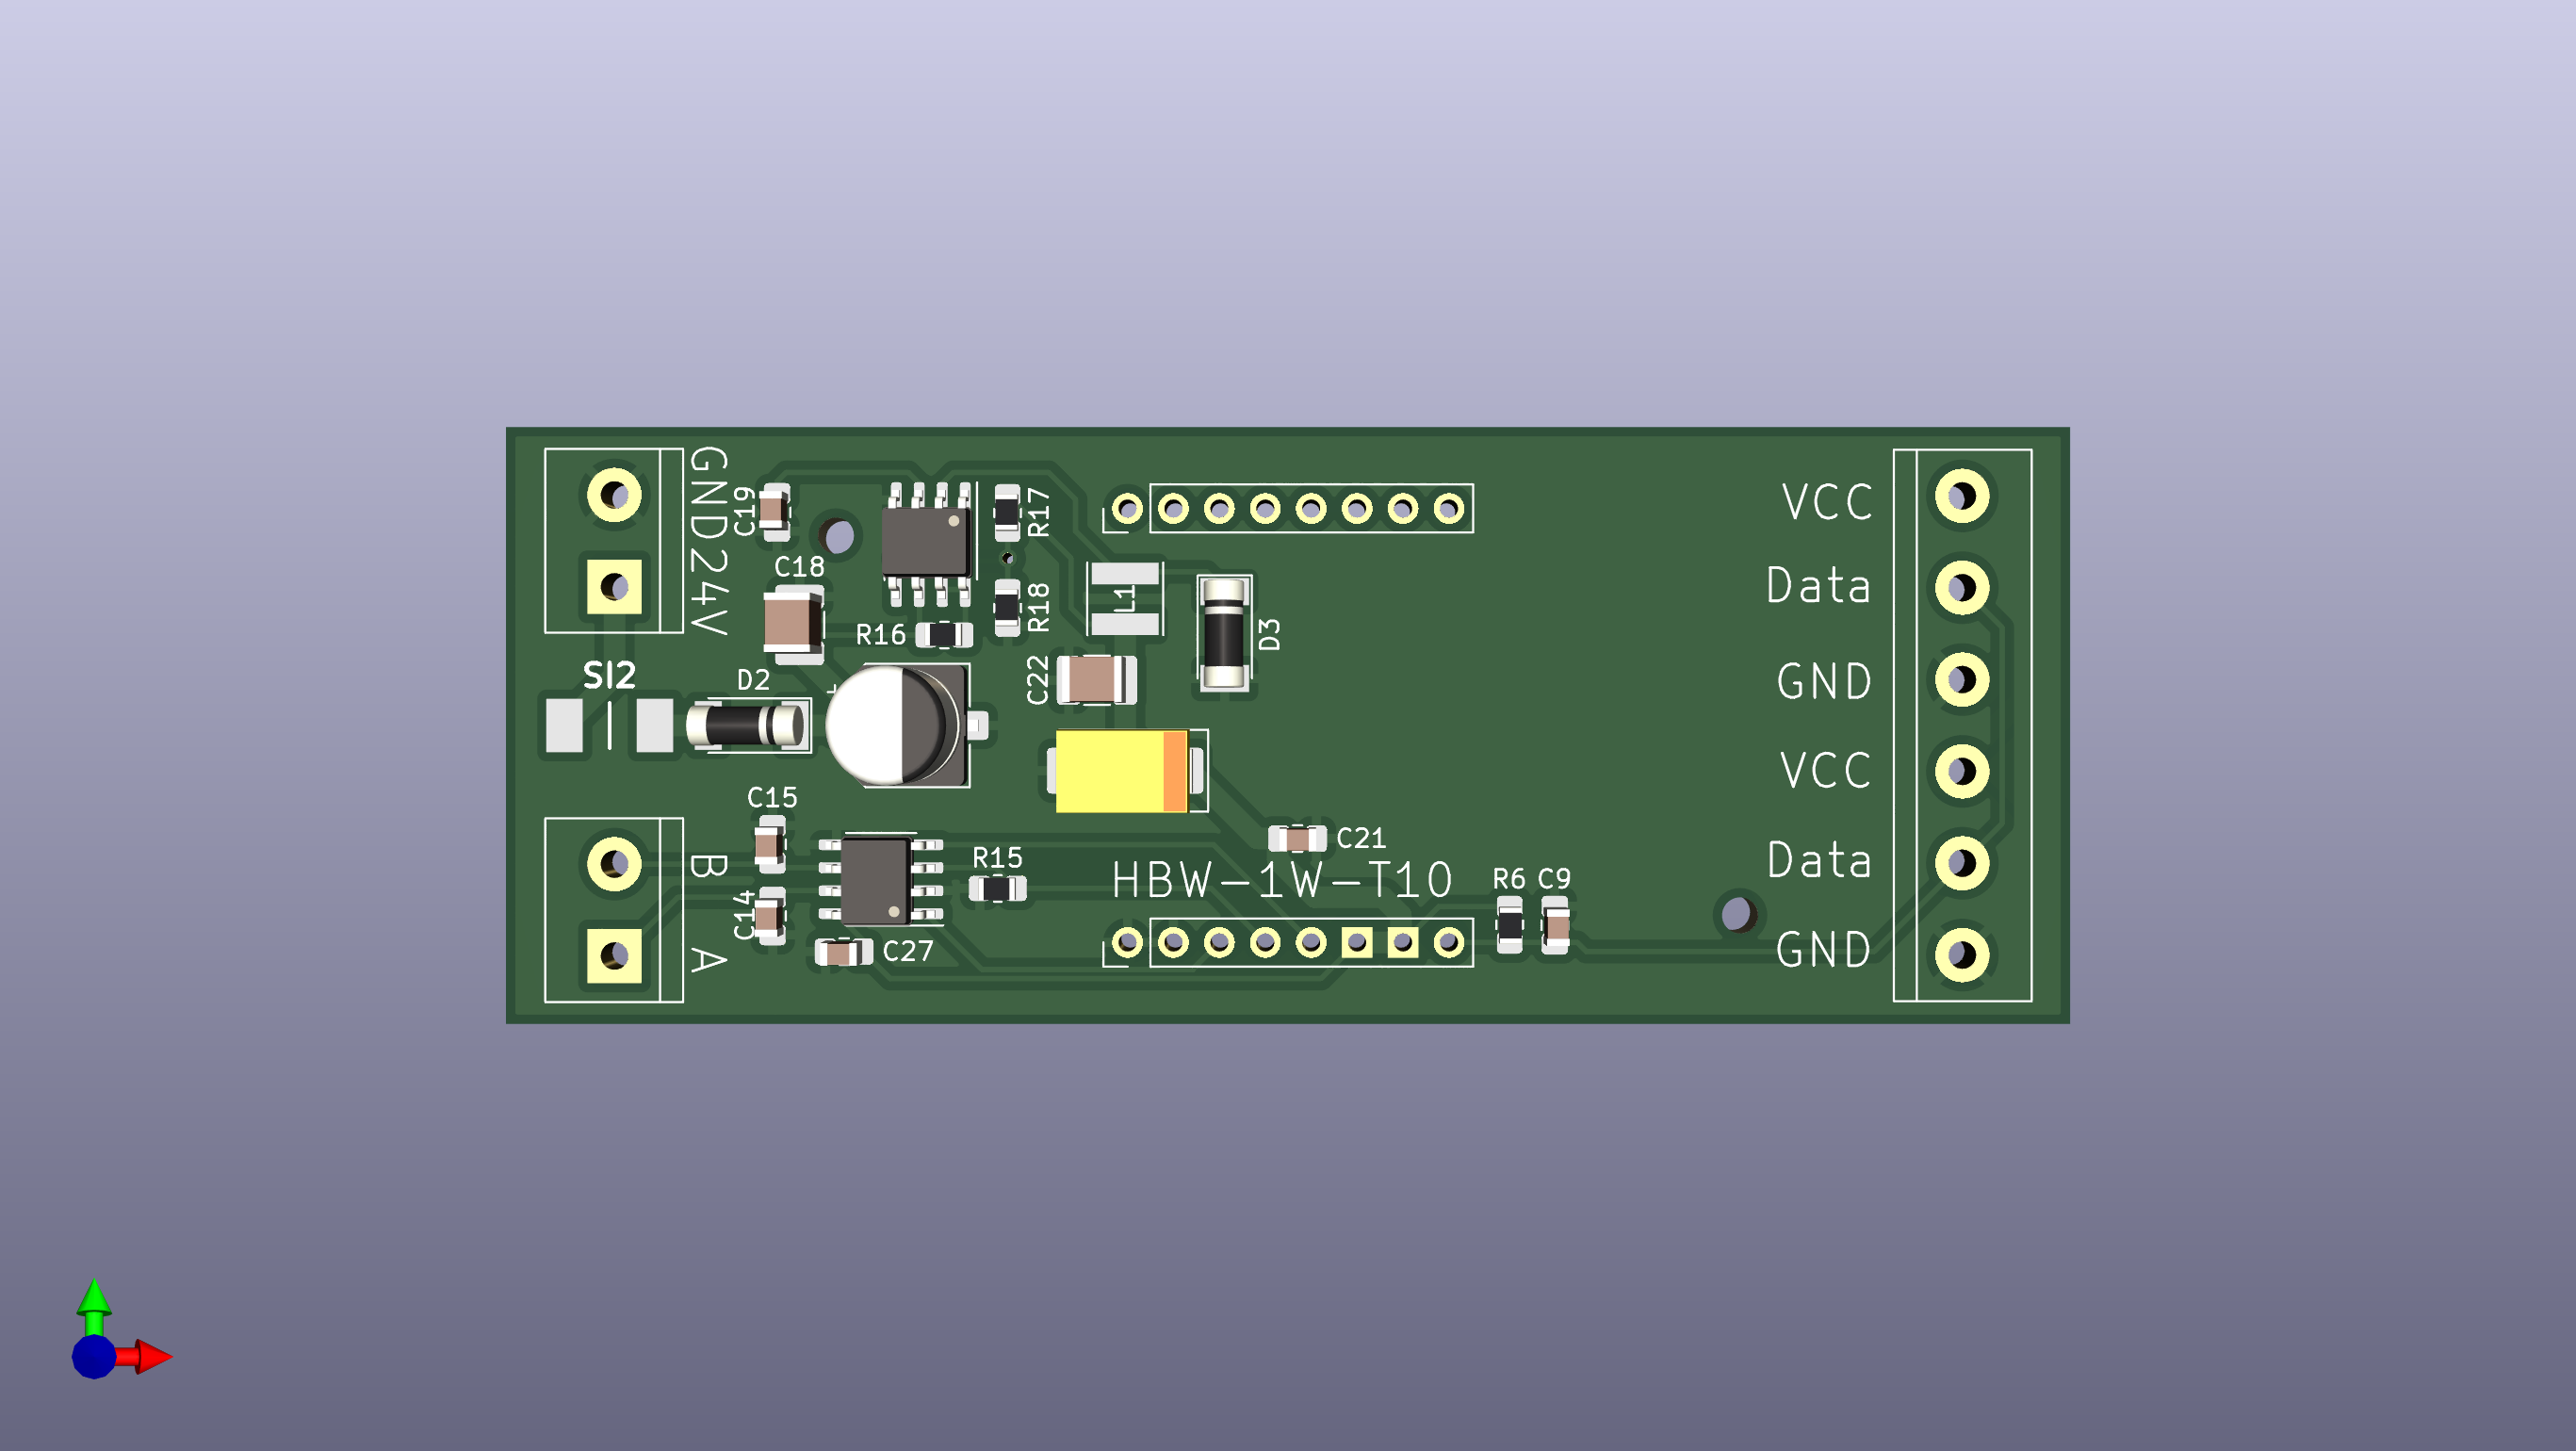 GND
24V
C19
C18
R17
R18
R16
L1
D3
C22
SI2
D2
C15
B
C14
A
C27
R15
C21
HBW-1W-T10
R6
C9
VCC
Data
GND
VCC
Data
GND